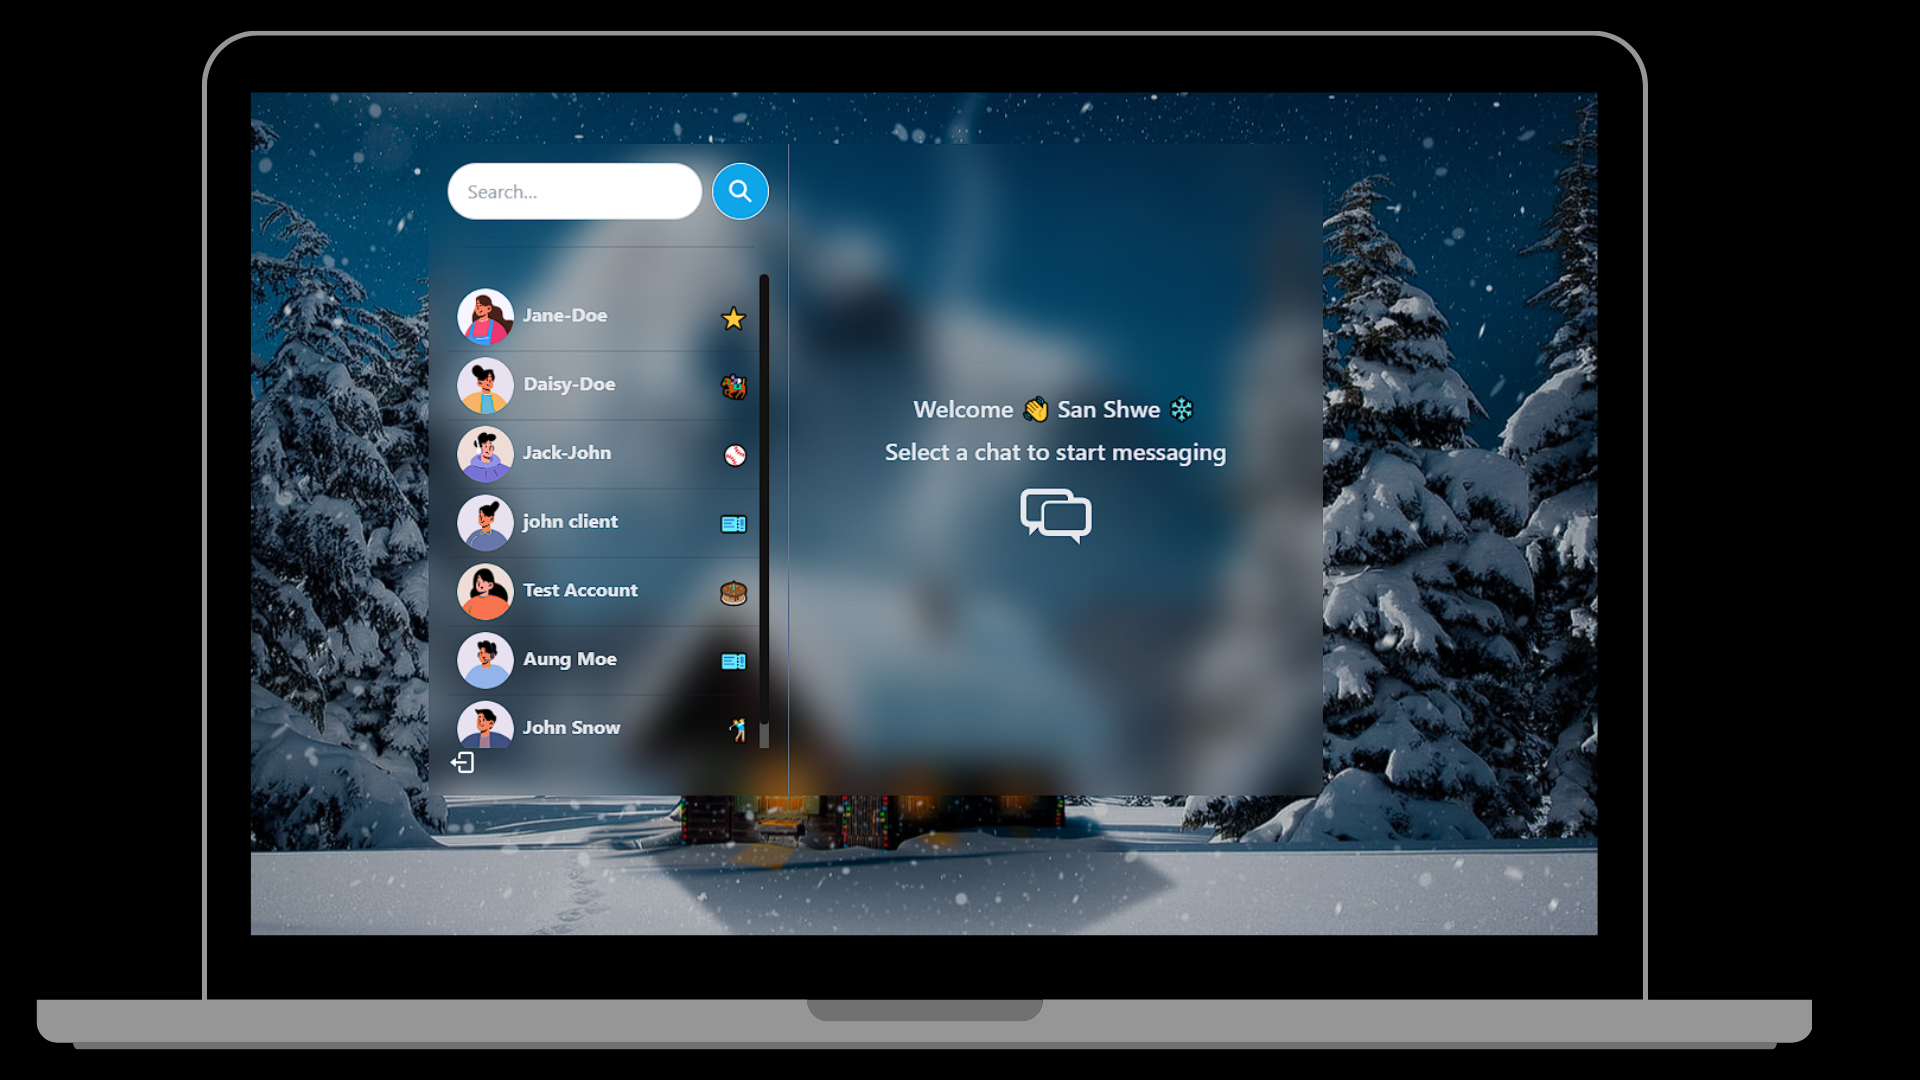 Search...
Jane-Doe
Daisy-Doe
Jack-John
john client
Test Account
Aung Moe
John Snow
Welcome 👋 San Shwe ❄️
Select a chat to start messaging